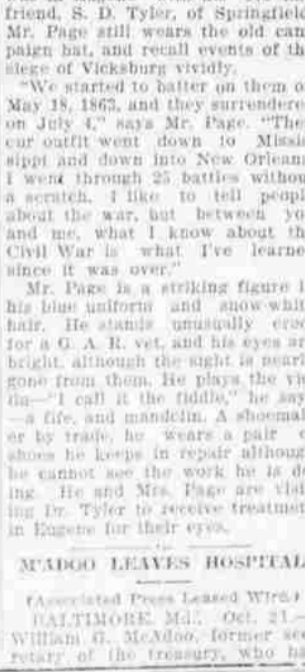 friend, S. D. Tyler, of Springfield
Mr. Page still wears the old cam
paign hat, and recall events of the
siege of Vicksburg vividly.
"We started to batter on them o
May 18, 1863, and they surrendere
on July 4," says Mr. Page. "The
our outfit went down to Missis
sippi and down into New Orlean
I went through 25 battles withou
a scratch. I like to tell peopl
about the war, but between yo
and me, what I know about th
Civil War is what I've learne
since it was over."
Mr. Page is a striking figure i
his blue uniform and snow-whit
hair. He stands unusually erec
for a G. A. R. vet, and his eyes ar
bright, although the sight is nearl
gone from them. He plays the vio
lin—"I call it the fiddle," he say
—a fife, and mandolin. A shoemak
er by trade, he wears a pair o
shoes he keeps in repair althoug
he cannot see the work he is do
ing. He and Mrs. Page are visit
ing Dr. Tyler to receive treatmen
in Eugene for their eyes.
M'ADOO LEAVES HOSPITAL
(Associated Press Leased Wire)
BALTIMORE, Md., Oct. 21.—
William G. McAdoo, former sec
retary of the treasury, who ha